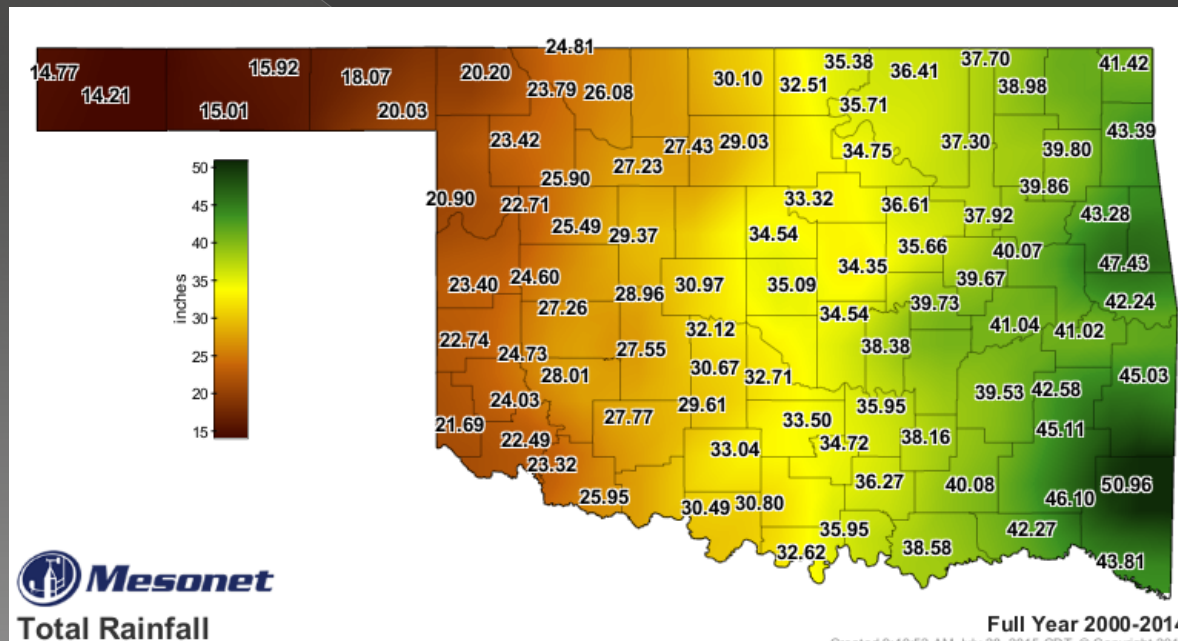 24.81
14.77 15.92 18.07 20.20 35.38 37.70 41.42
14.21 23.79 26.08 30.10 32.51 36.41 38.98
15.01 20.03 35.71
23.42 27.43 29.03 34.75 37.30 39.80 43.39
27.23
25.90 39.86
20.90 22.71 33.32 36.61 37.92 43.28
25.49 29.37 34.54 35.66 40.07
34.35 47.43
23.40 24.60 28.96 30.97 35.09 39.67
27.26 34.54 39.73 42.24
32.12 41.04 41.02
22.74 24.73 27.55 38.38
28.01 30.67 32.71 45.03
24.03 29.61 35.95 39.53 42.58
21.69 27.77 33.50 45.11
22.49 33.04 34.72 38.16
23.32
25.95 36.27 40.08 46.10 50.96
30.49 30.80
35.95 42.27
32.62 38.58 43.81
50
45
40
35
30
25
20
15
inches
Mesonet
Total Rainfall
Full Year 2000-2014